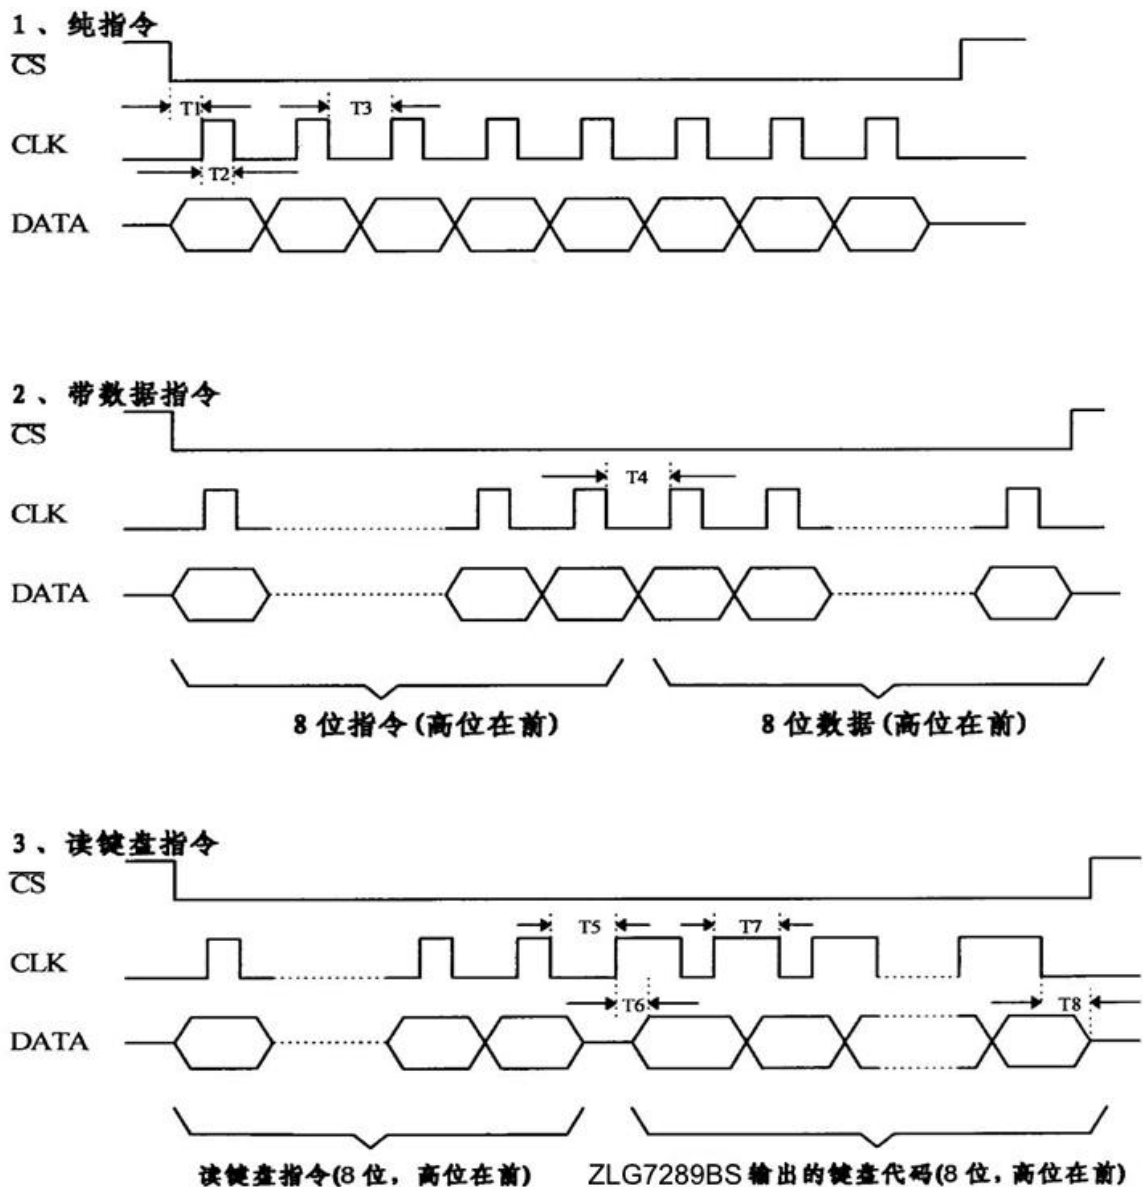 1、纯指令
CS
T1 T3
CLK
T2
DATA
2、带数据指令
CS
T4
CLK
DATA
8位指令(高位在前) 8位数据(高位在前)
3、读键盘指令
CS
T5 T7
CLK
T6 T8
DATA
读键盘指令(8位，高位在前) ZLG7289BS输出的键盘代码(8位，高位在前)